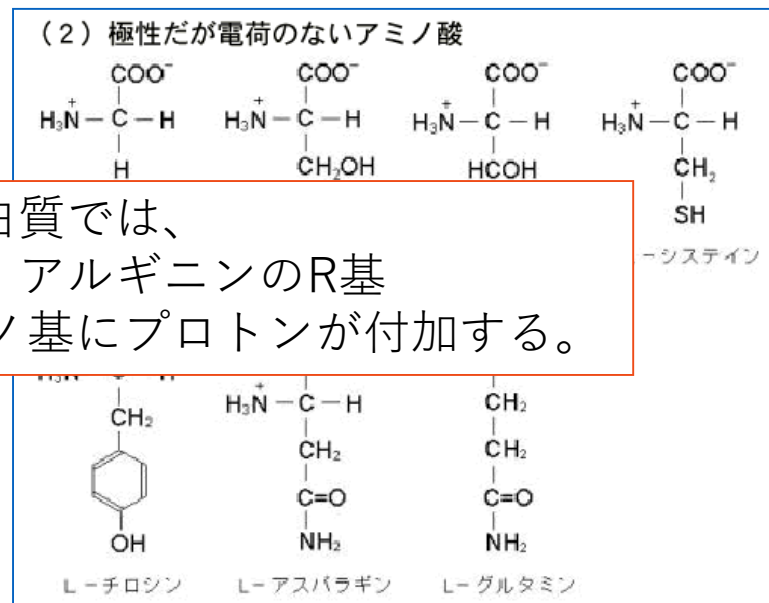 （2）極性だが電荷のないアミノ酸
COO⁻ COO⁻ COO⁻ COO⁻
H₃N⁺－C－H H₃N⁺－C－H H₃N⁺－C－H H₃N⁺－C－H
H CH₂OH HCOH CH₂
SH
質では、
アルギニンのR基
ノ基にプロトンが付加する。
－システイン
H₃N⁺－C－H
CH₂ CH₂
CH₂ CH₂
C=O C=O
OH NH₂ NH₂
L－チロシン L－アスパラギン L－グルタミン